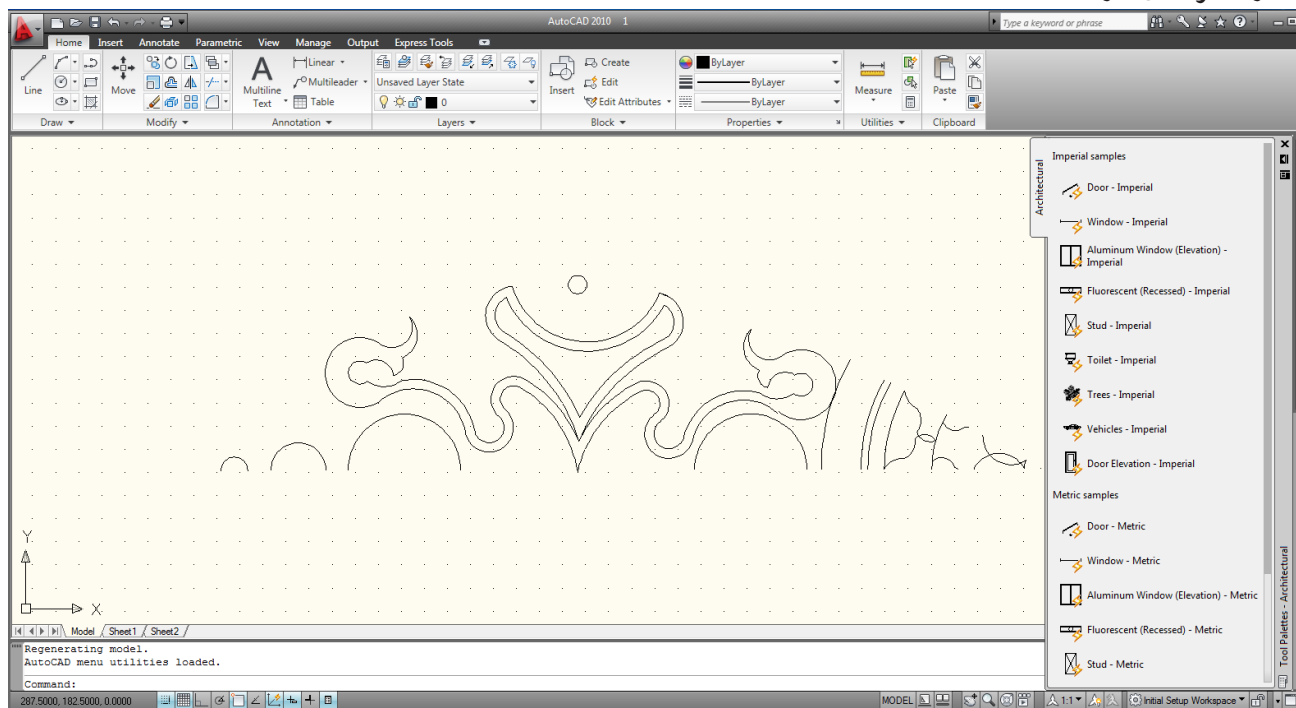 AutoCAD 2010 1
Type a keyword or phrase
Home Insert Annotate Parametric View Manage Output Express Tools
Line
Move
Multiline
Text
Linear
Multileader
Table
Unsaved Layer State
0
Insert
Create
Edit
Edit Attributes
ByLayer
ByLayer
ByLayer
Measure
Paste
Draw Modify Annotation Layers Block Properties Utilities Clipboard
Architectural
Imperial samples
Door - Imperial
Window - Imperial
Aluminum Window (Elevation) -
Imperial
Fluorescent (Recessed) - Imperial
Stud - Imperial
Toilet - Imperial
Trees - Imperial
Vehicles - Imperial
Door Elevation - Imperial
Metric samples
Door - Metric
Window - Metric
Aluminum Window (Elevation) - Metric
Fluorescent (Recessed) - Metric
Stud - Metric
Tool Palettes - Architectural
Y
X
Model Sheet1 Sheet2
Regenerating model.
AutoCAD menu utilities loaded.
Command:
287.5000, 182.5000, 0.0000
MODEL
1:1
Initial Setup Workspace